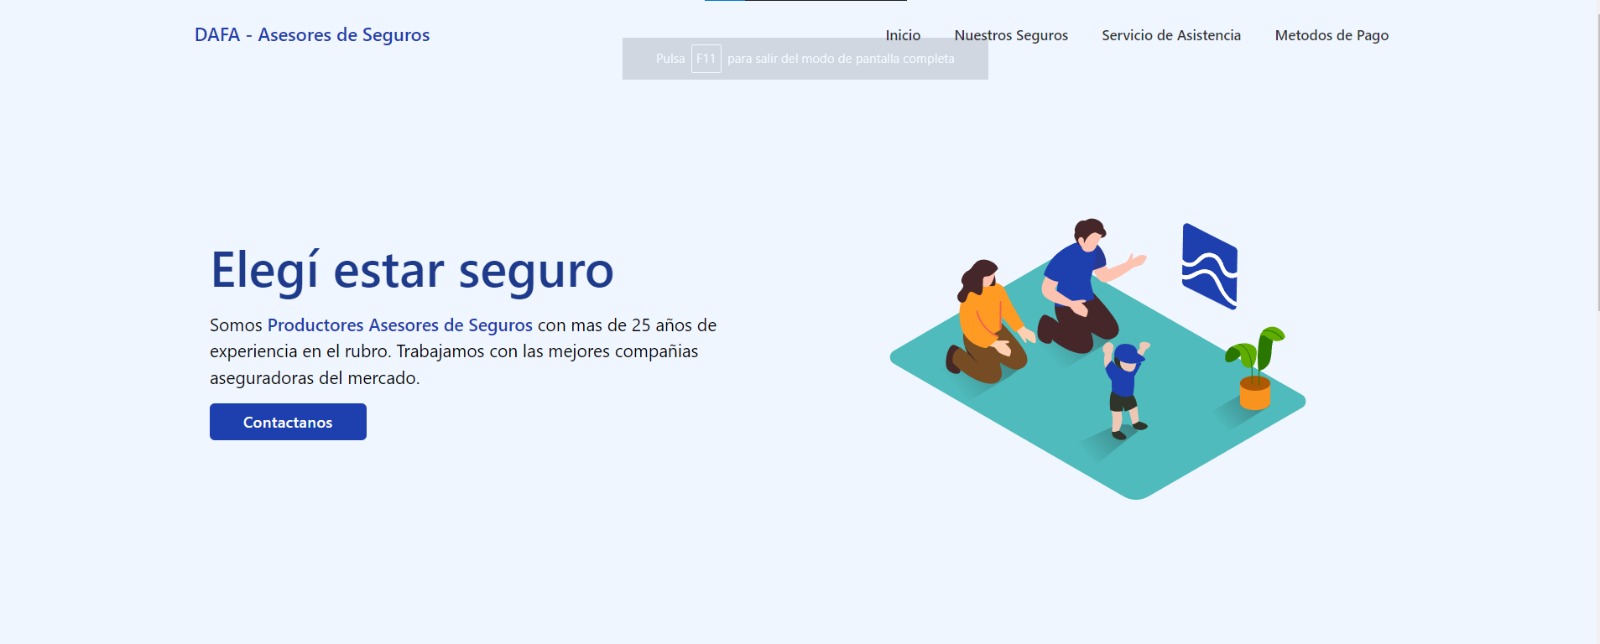 DAFA - Asesores de Seguros
Inicio Nuestros Seguros Servicio de Asistencia Metodos de Pago
Pulsa F11 para salir del modo de pantalla completa
Elegí estar seguro
Somos Productores Asesores de Seguros con mas de 25 años de
experiencia en el rubro. Trabajamos con las mejores compañias
aseguradoras del mercado.
Contactanos